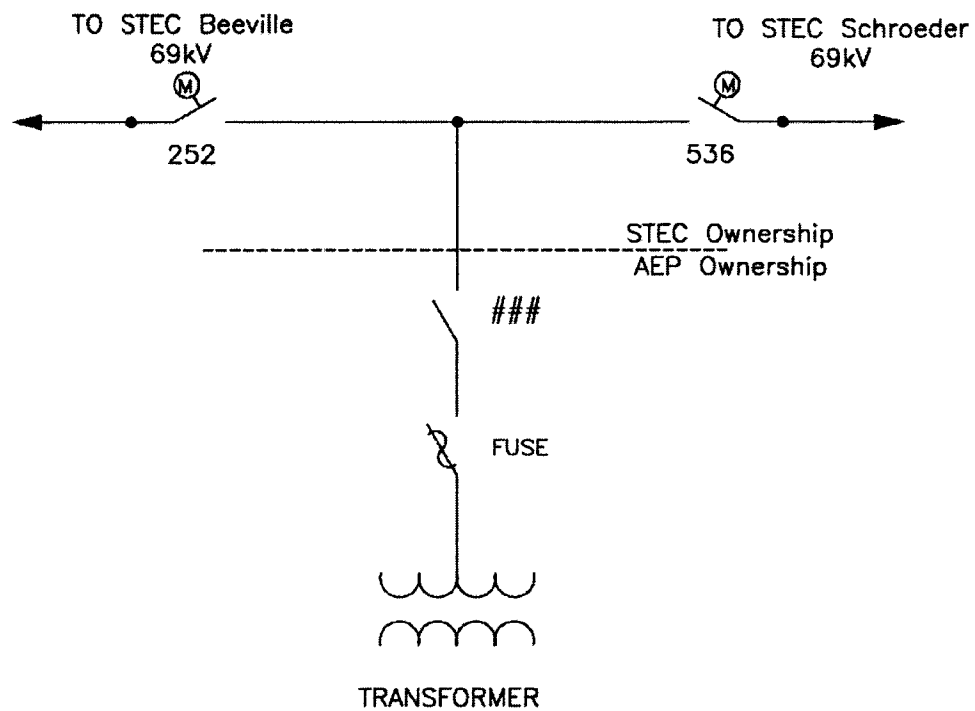 TO STEC Beeville
69kV
TO STEC Schroeder
69kV
M
M
252
536
STEC Ownership
AEP Ownership
###
FUSE
TRANSFORMER